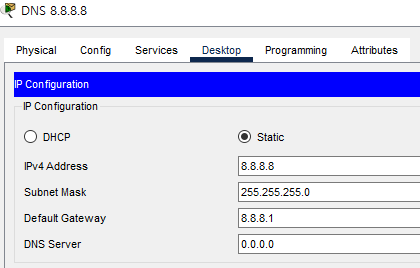 DNS 8.8.8.8
Physical Config Services Desktop Programming Attributes
IP Configuration
IP Configuration
DHCP Static
IPv4 Address 8.8.8.8
Subnet Mask 255.255.255.0
Default Gateway 8.8.8.1
DNS Server 0.0.0.0